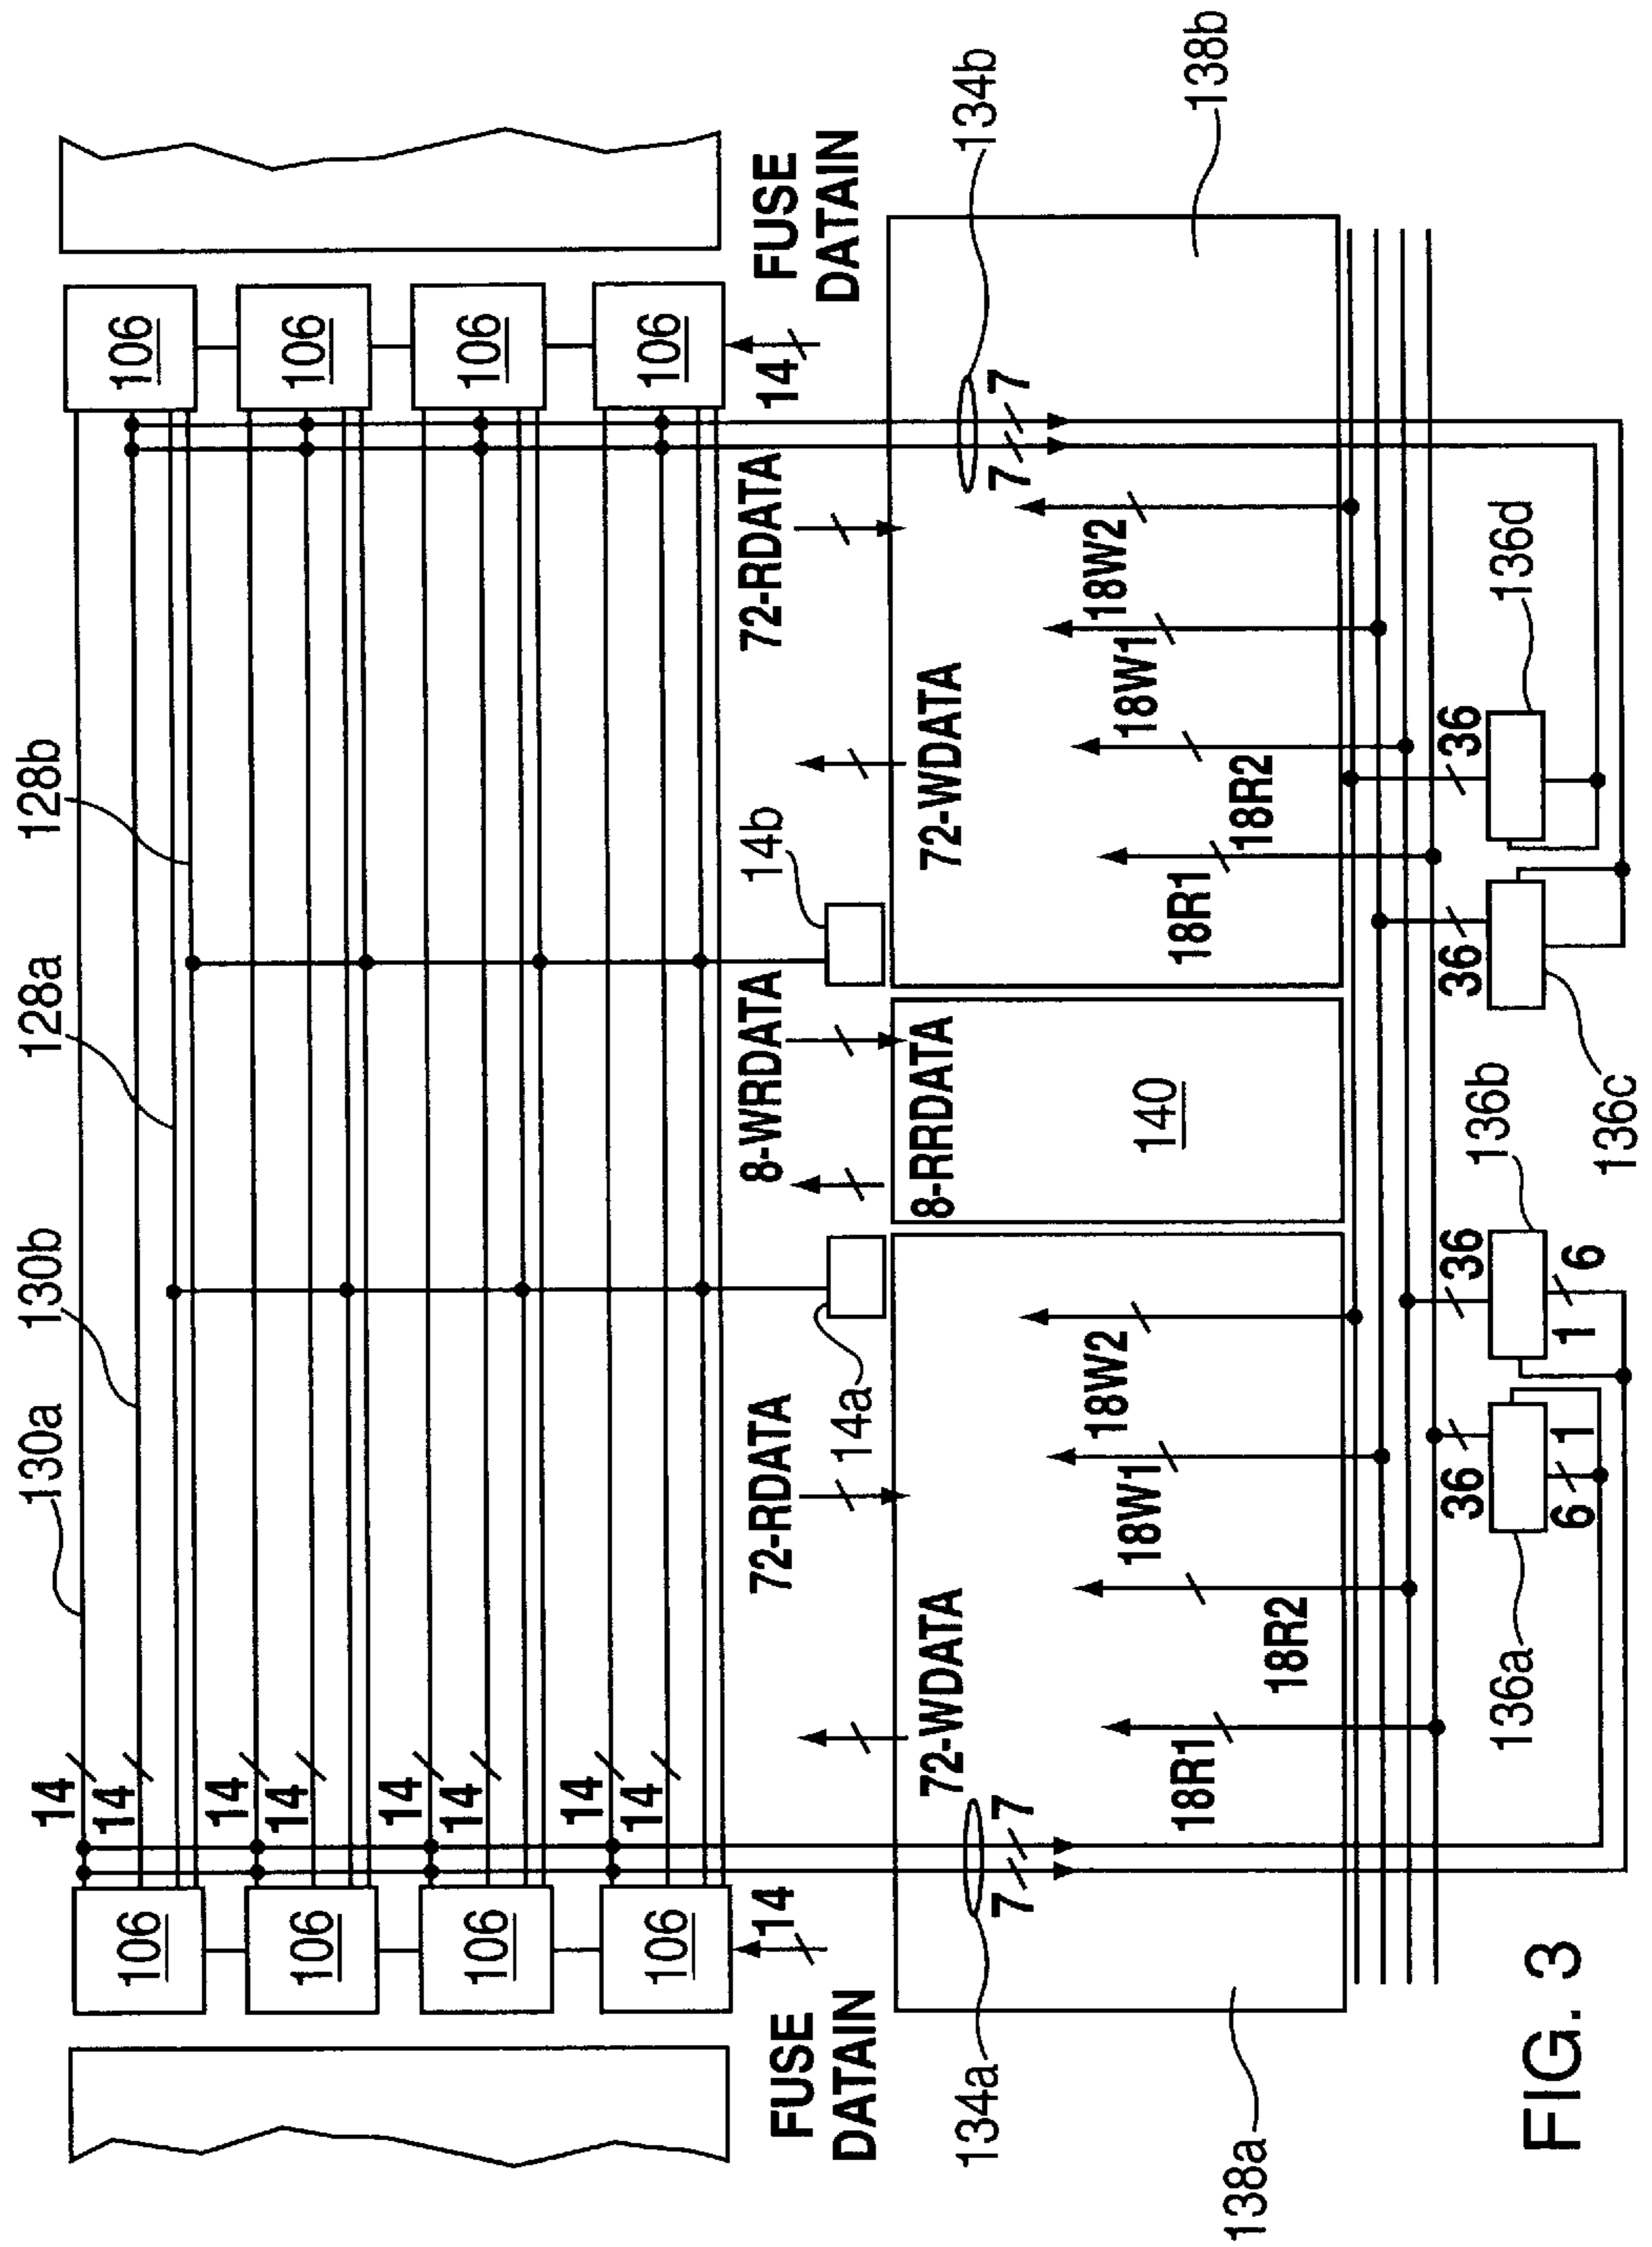 130a
130b
128a
128b
14
14
106
106
14
14
106
106
14
14
106
106
14
14
106
106
FUSE
DATAIN
14
72-RDATA
14a
8-WRDATA
14b
72-RDATA
14
FUSE
DATAIN
72-WDATA
8-RRDATA
72-WDATA
134a
7
7
7
7
134b
18R1
18R2
18W1
18W2
18R1
18R2
18W1
18W2
138a
140
138b
36
36
36
36
6
1
1
6
136a
136b
136c
136d
FIG. 3